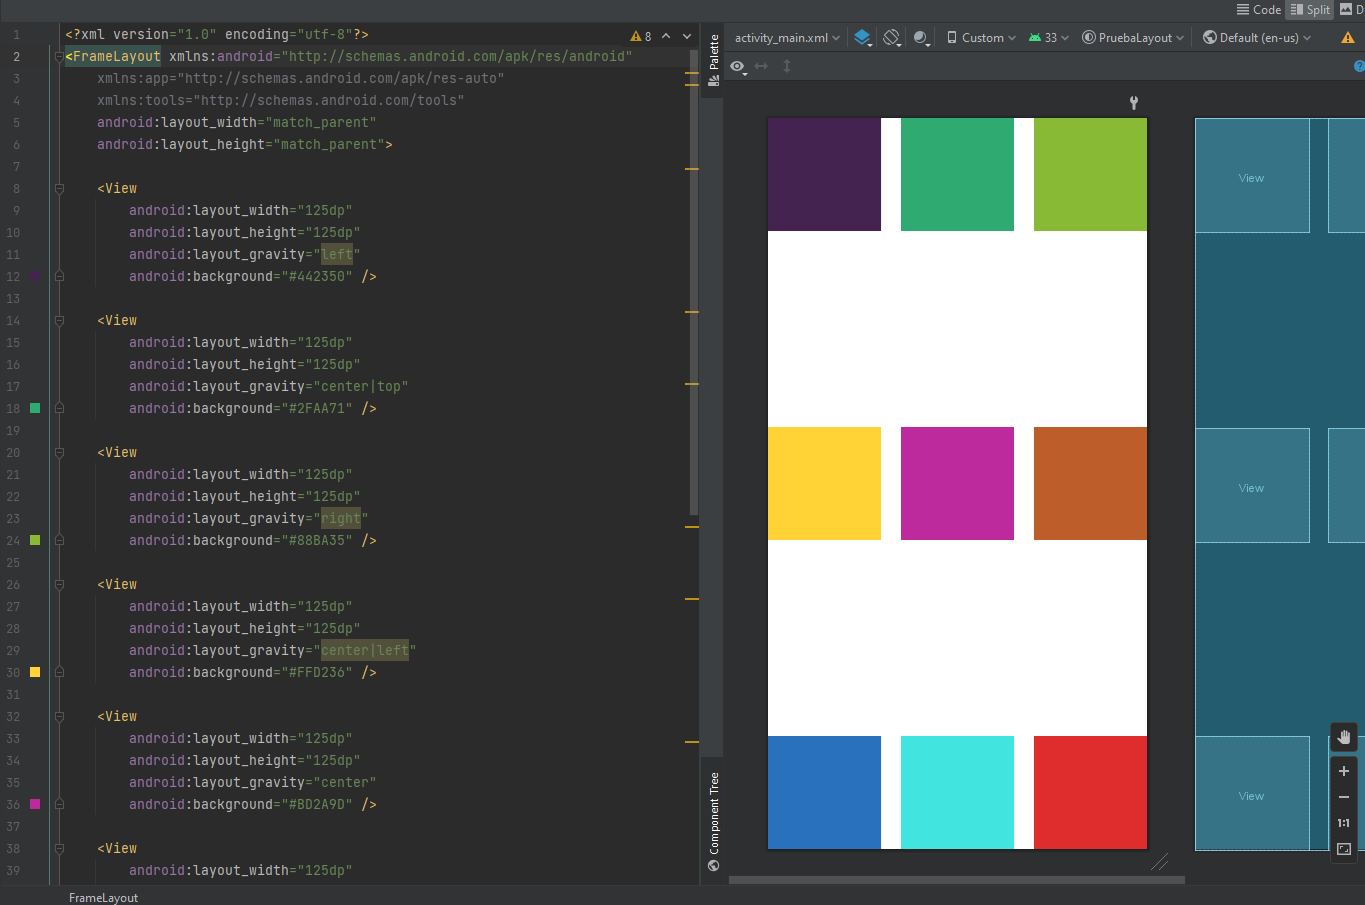 Code Split D
1 <?xml version="1.0" encoding="utf-8"?> 8
2 <FrameLayout xmlns:android="http://schemas.android.com/apk/res/android"
3 xmlns:app="http://schemas.android.com/apk/res-auto"
4 xmlns:tools="http://schemas.android.com/tools"
5 android:layout_width="match_parent"
6 android:layout_height="match_parent">
7
8 <View
9 android:layout_width="125dp"
10 android:layout_height="125dp"
11 android:layout_gravity="left"
12 android:background="#442350" />
13
14 <View
15 android:layout_width="125dp"
16 android:layout_height="125dp"
17 android:layout_gravity="center|top"
18 android:background="#2FAA71" />
19
20 <View
21 android:layout_width="125dp"
22 android:layout_height="125dp"
23 android:layout_gravity="right"
24 android:background="#88BA35" />
25
26 <View
27 android:layout_width="125dp"
28 android:layout_height="125dp"
29 android:layout_gravity="center|left"
30 android:background="#FFD236" />
31
32 <View
33 android:layout_width="125dp"
34 android:layout_height="125dp"
35 android:layout_gravity="center"
36 android:background="#BD2A9D" />
37
38 <View
39 android:layout_width="125dp"
FrameLayout
Palette
Component Tree
activity_main.xml Custom 33 PruebaLayout Default (en-us)
?
View
View
View
1:1